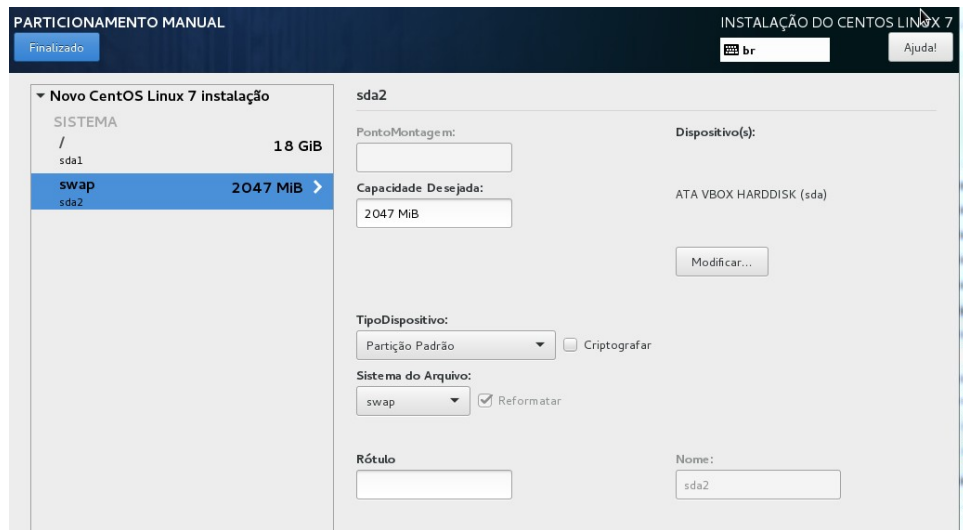 PARTICIONAMENTO MANUAL
INSTALAÇÃO DO CENTOS LINUX 7
Finalizado
br
Ajuda!
Novo CentOS Linux 7 instalação
SISTEMA
/
18 GiB
sda1
swap
2047 MiB
sda2
sda2
PontoMontagem:
Dispositivo(s):
Capacidade Desejada:
2047 MiB
ATA VBOX HARDDISK (sda)
Modificar...
TipoDispositivo:
Partição Padrão
Criptografar
Sistema do Arquivo:
swap
Reformatar
Rótulo
Nome:
sda2